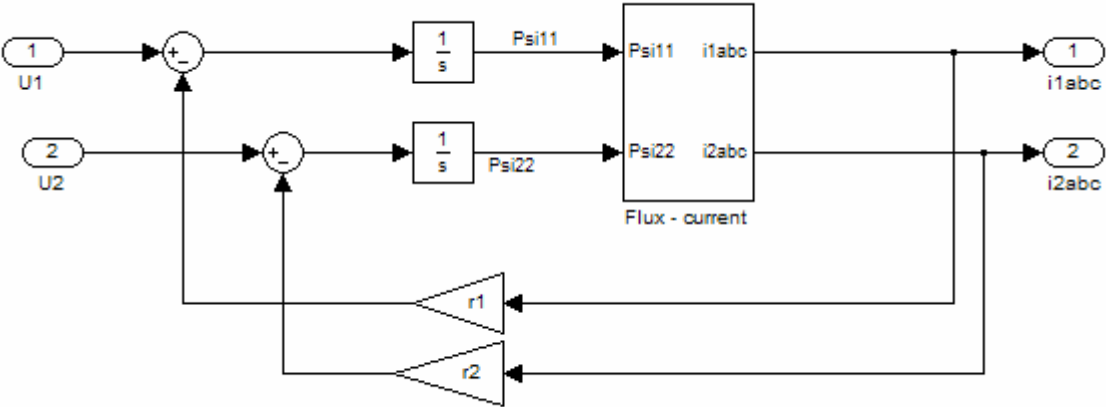 1
U1
+
−
1
s
Psi11
Psi11
i1abc
1
i1abc
2
U2
+
−
1
s
Psi22
Psi22
i2abc
2
i2abc
Flux - current
r1
r2